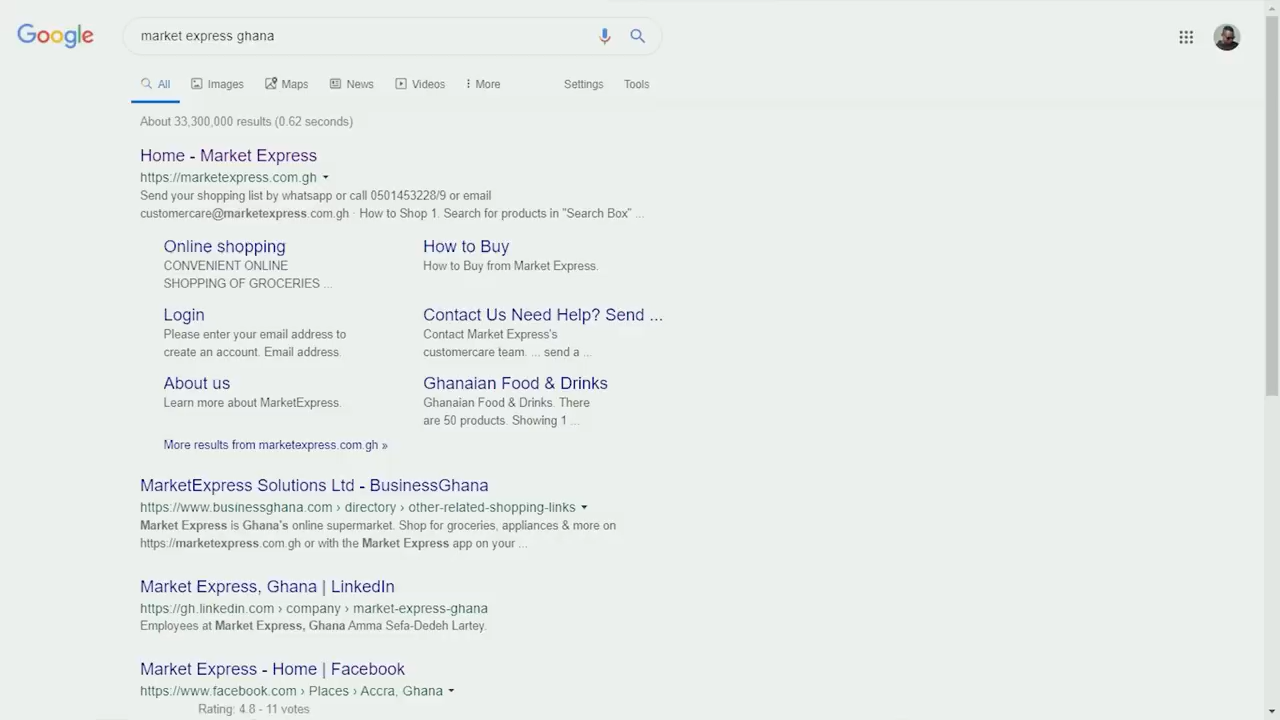 Google
market express ghana
All Images Maps News Videos More Settings Tools
About 33,300,000 results (0.62 seconds)
Home - Market Express
https://marketexpress.com.gh
Send your shopping list by whatsapp or call 0501453228/9 or email
customercare@marketexpress.com.gh · How to Shop 1. Search for products in "Search Box" ...
Online shopping
CONVENIENT ONLINE
SHOPPING OF GROCERIES ...
How to Buy
How to Buy from Market Express.
Login
Please enter your email address to
create an account. Email address.
Contact Us Need Help? Send ...
Contact Market Express's
customercare team. ... send a ...
About us
Learn more about MarketExpress.
Ghanaian Food & Drinks
Ghanaian Food & Drinks. There
are 50 products. Showing 1 ...
More results from marketexpress.com.gh »
MarketExpress Solutions Ltd - BusinessGhana
https://www.businessghana.com › directory › other-related-shopping-links
Market Express is Ghana's online supermarket. Shop for groceries, appliances & more on
https://marketexpress.com.gh or with the Market Express app on your ...
Market Express, Ghana | LinkedIn
https://gh.linkedin.com › company › market-express-ghana
Employees at Market Express, Ghana Amma Sefa-Dedeh Lartey.
Market Express - Home | Facebook
https://www.facebook.com › Places › Accra, Ghana
Rating: 4.8 - 11 votes